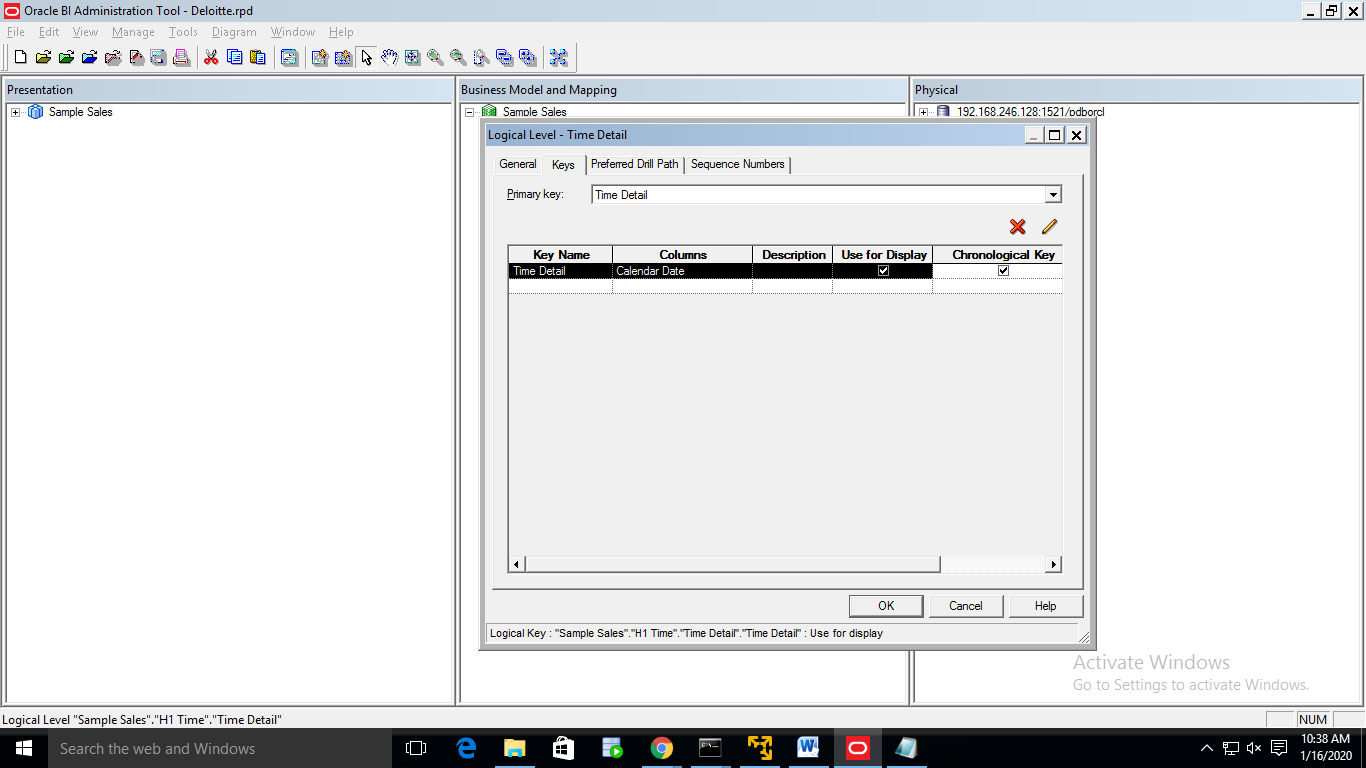 Oracle BI Administration Tool - Deloitte.rpd
File Edit View Manage Tools Diagram Window Help
Presentation
Business Model and Mapping
Physical
Sample Sales
Sample Sales
192.168.246.128:1521/pdborcl
Logical Level - Time Detail
General Keys Preferred Drill Path Sequence Numbers
Primary key: Time Detail
Key Name Columns Description Use for Display Chronological Key
Time Detail Calendar Date
OK Cancel Help
Logical Key : "Sample Sales"."H1 Time"."Time Detail"."Time Detail" : Use for display
Activate Windows
Go to Settings to activate Windows.
Logical Level "Sample Sales"."H1 Time"."Time Detail"
NUM
Search the web and Windows
10:38 AM
1/16/2020